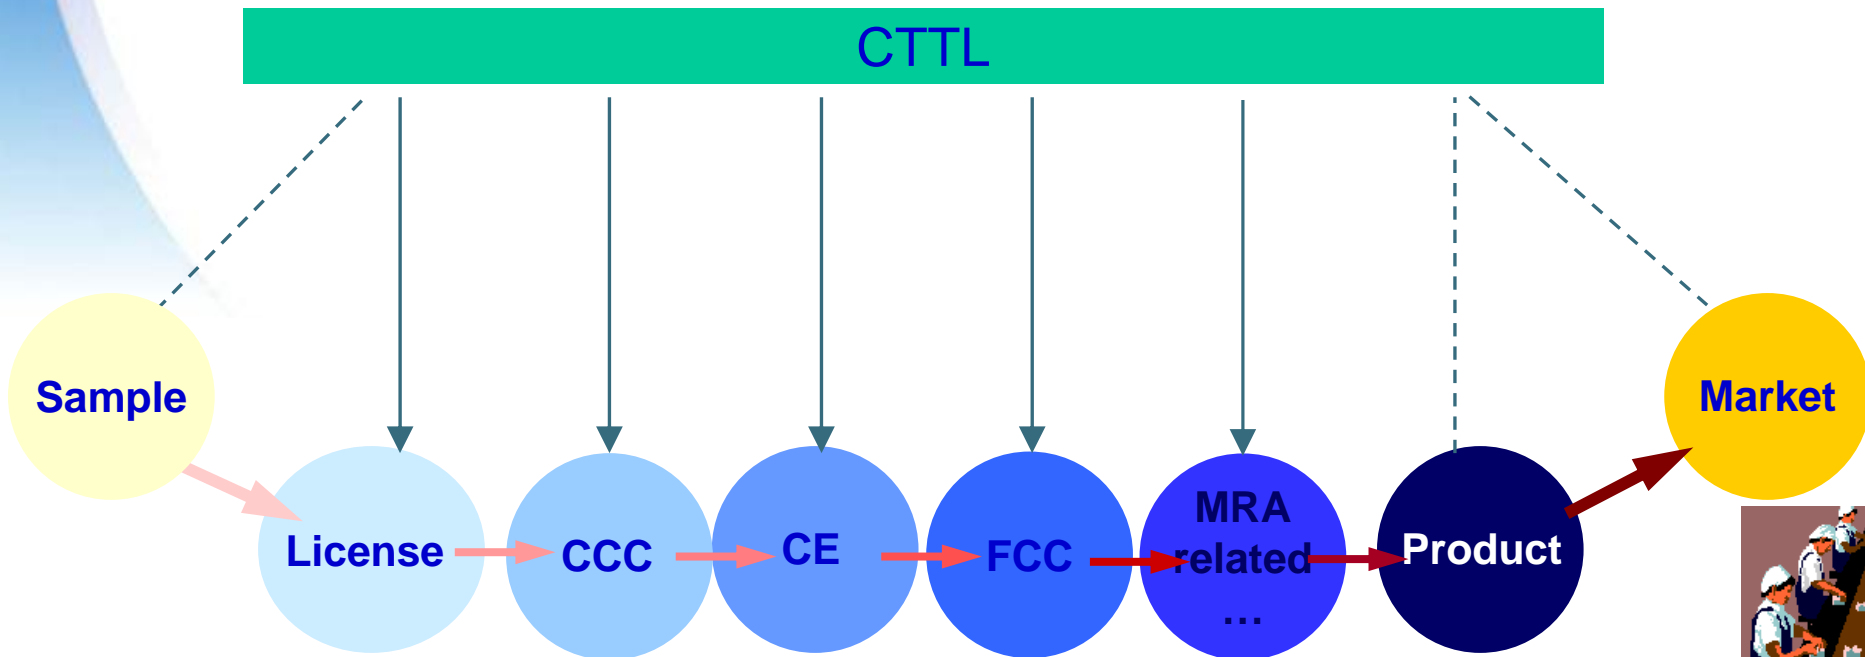 CTTL
Sample
Market
License
CCC
CE
FCC
MRA
related
...
Product